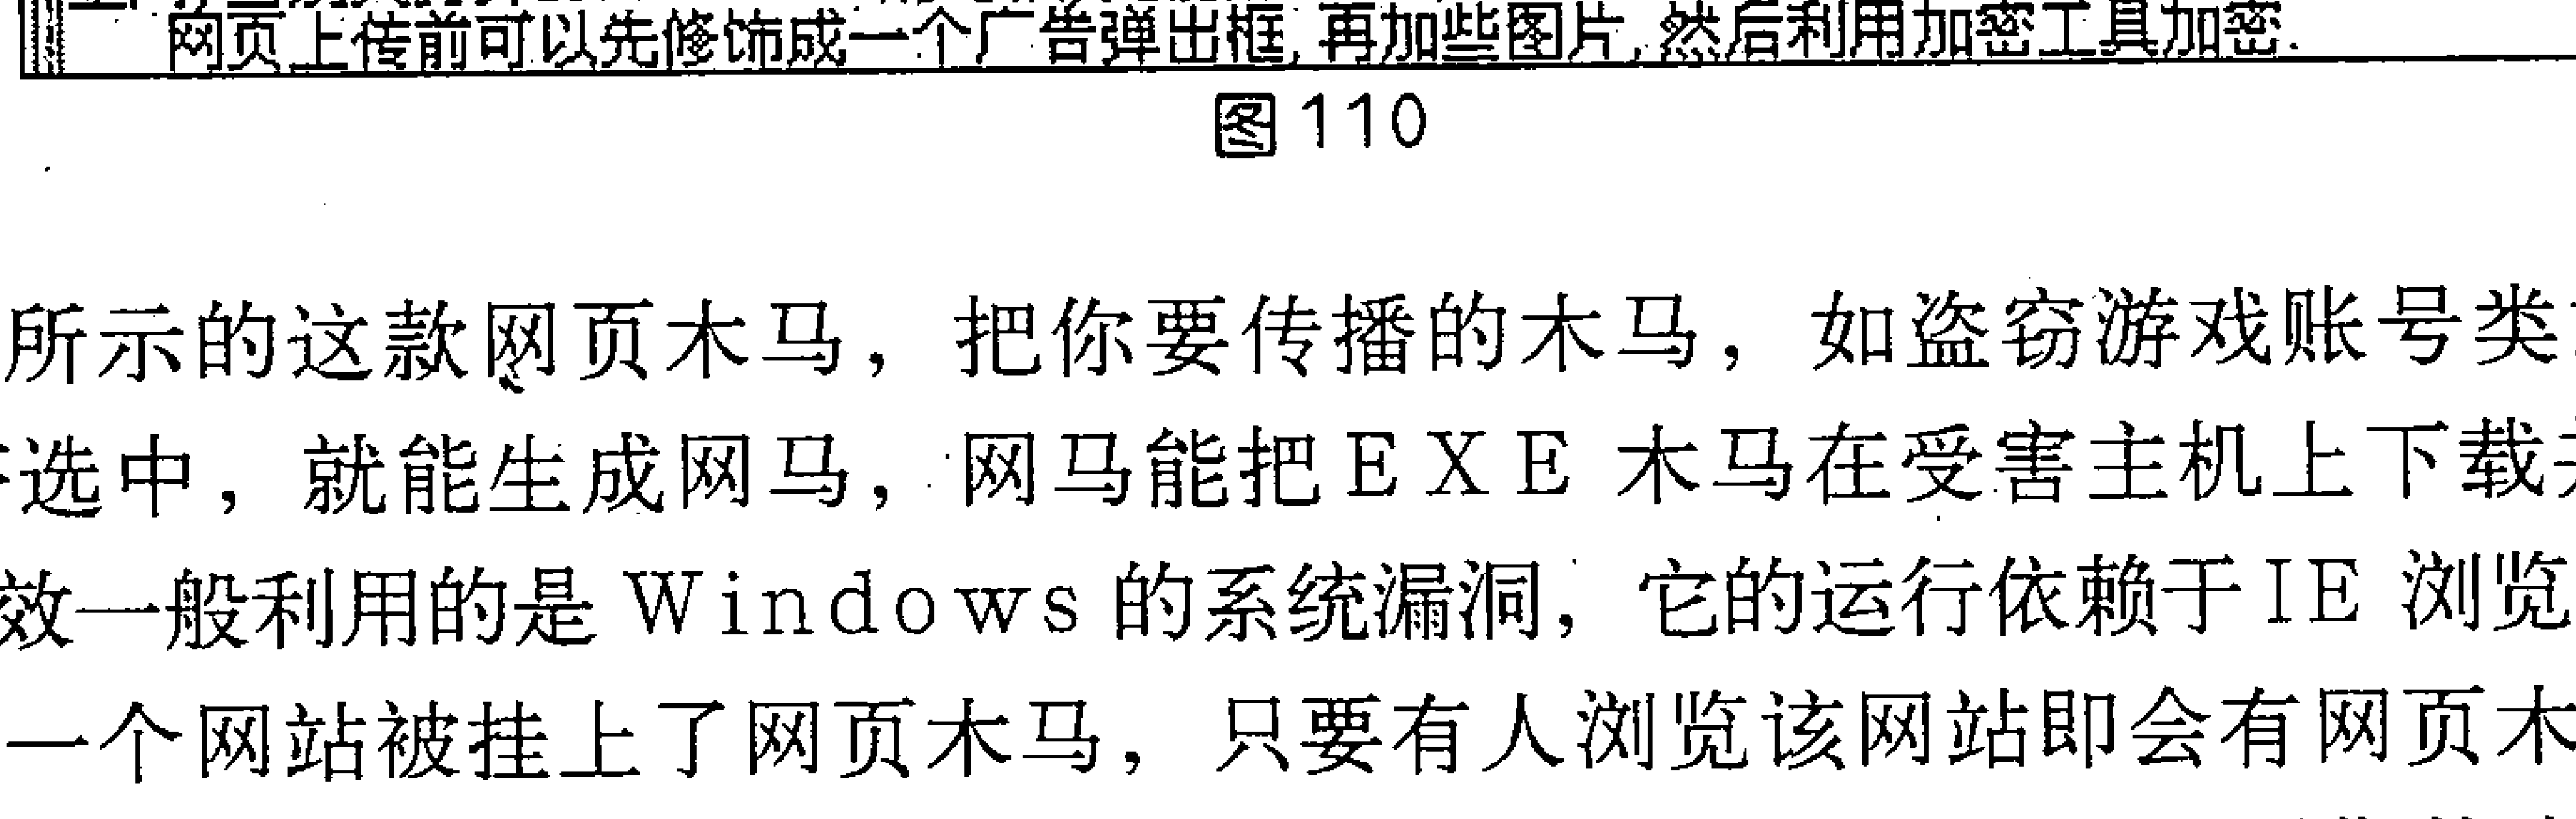 网页上传前可以先修饰成一个广告弹出框,再加些图片,然后利用加密工具加密.
图110
所示的这款网页木马，把你要传播的木马，如盗窃游戏账号类
选中，就能生成网马，网马能把EXE木马在受害主机上下载
效一般利用的是Windows的系统漏洞，它的运行依赖于IE浏览
一个网站被挂上了网页木马，只要有人浏览该网站即会有网页木